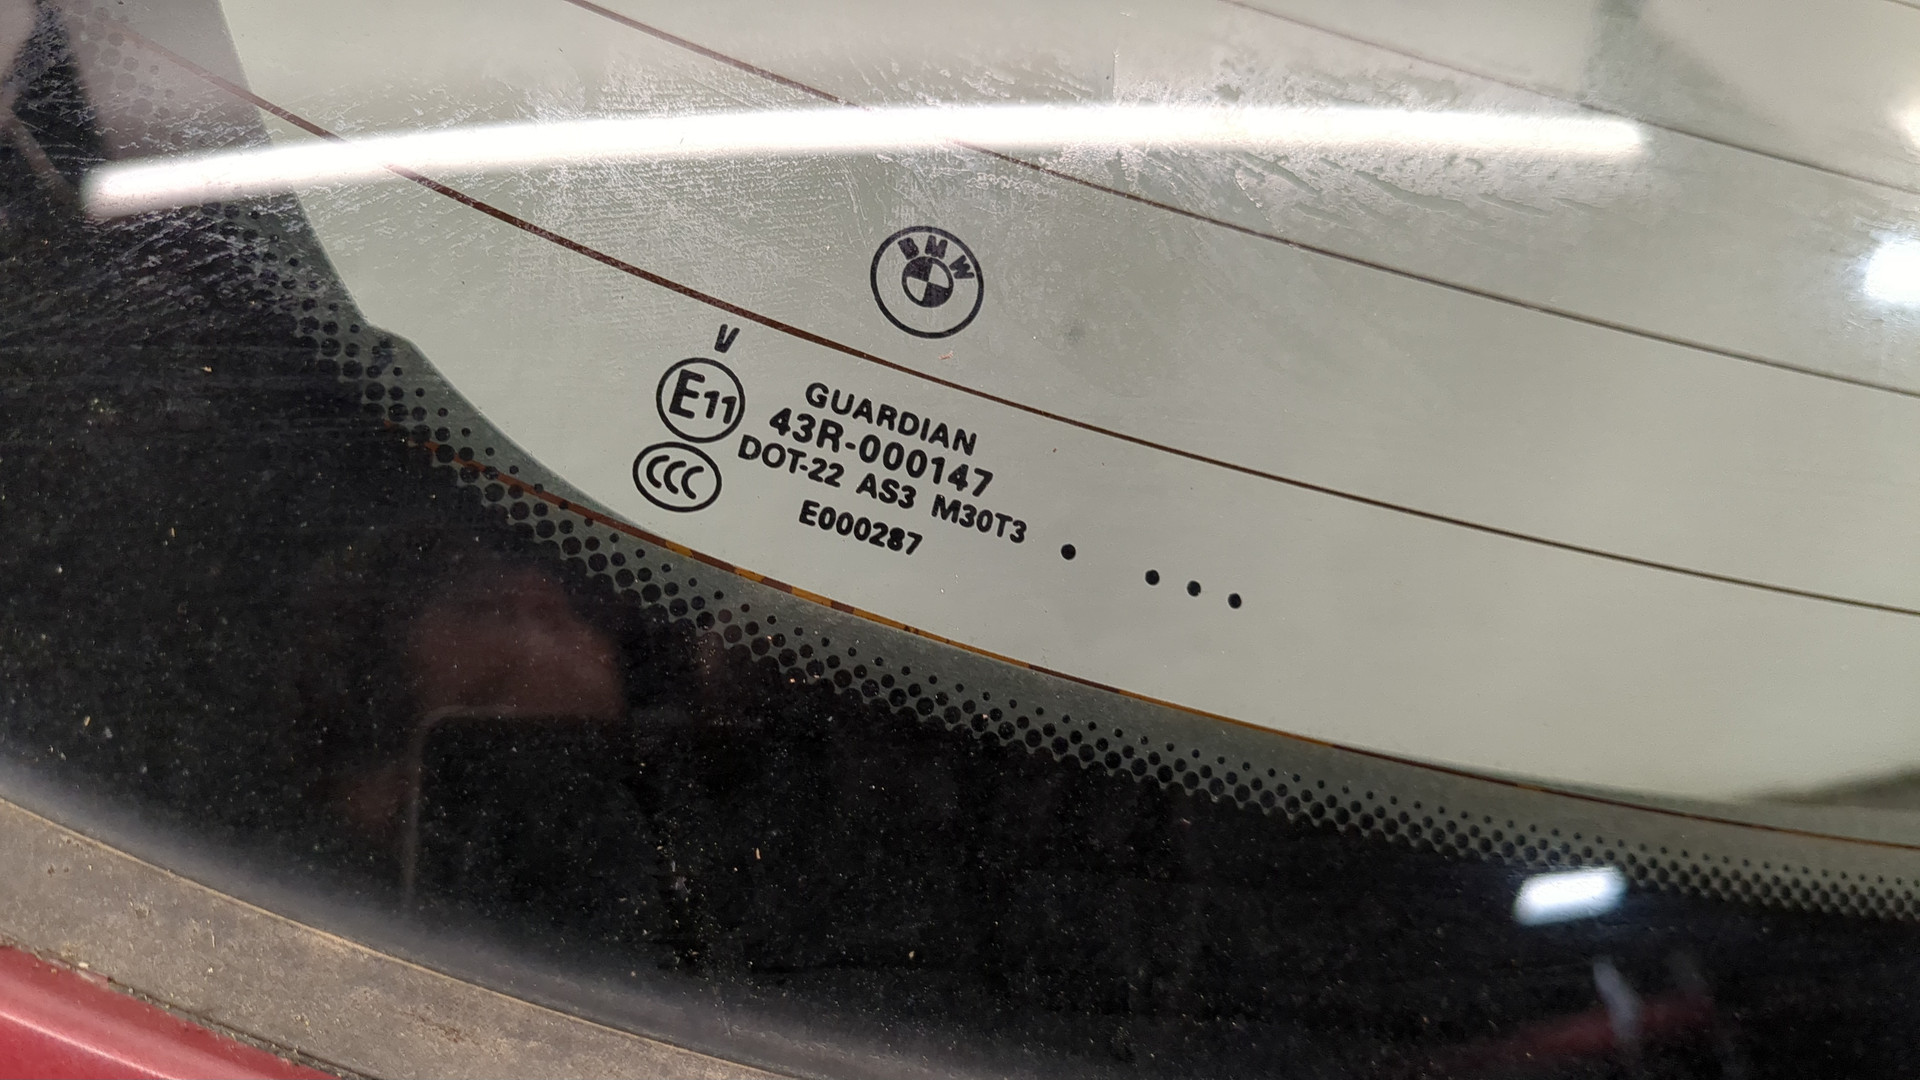 BMW
V
E11
GUARDIAN
43R-000147
CCC
DOT-22 AS3 M30T3
E000287